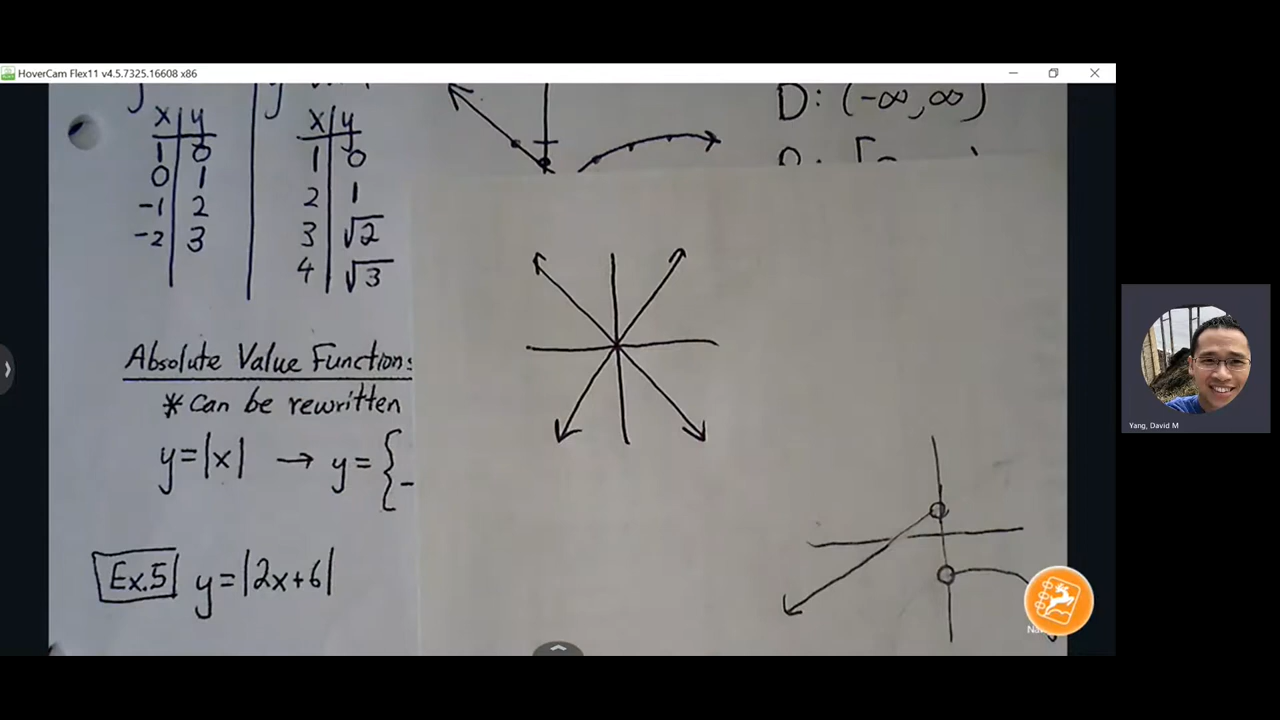 HoverCam Flex11 v4.5.7325.16608 x86
D: (-∞, ∞)
x | y
1 | 0
0 | 1
-1 | 2
-2 | 3
x | y
1 | 0
2 | 1
3 | √2
4 | √3
Absolute Value Function
* Can be rewritten
y=|x| → y={
-
Ex.5 y=|2x+6|
Yang, David M